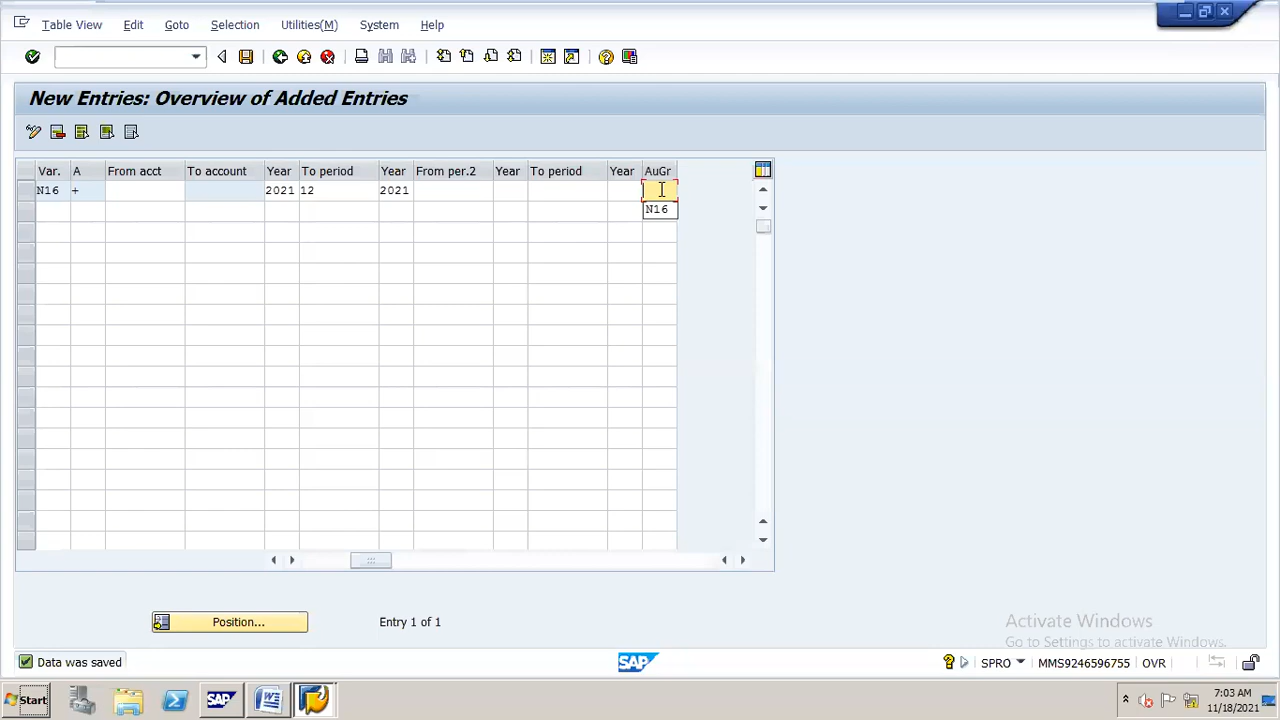 Table View Edit Goto Selection Utilities(M) System Help
New Entries: Overview of Added Entries
Var. A From acct To account Year To period Year From per.2 Year To period Year AuGr
N16 + 2021 12 2021
N16
Position... Entry 1 of 1
Activate Windows
Go to Settings to activate Windows.
Data was saved SAP SPRO MMS9246596755 OVR
Start SAP 7:03 AM
11/18/2021